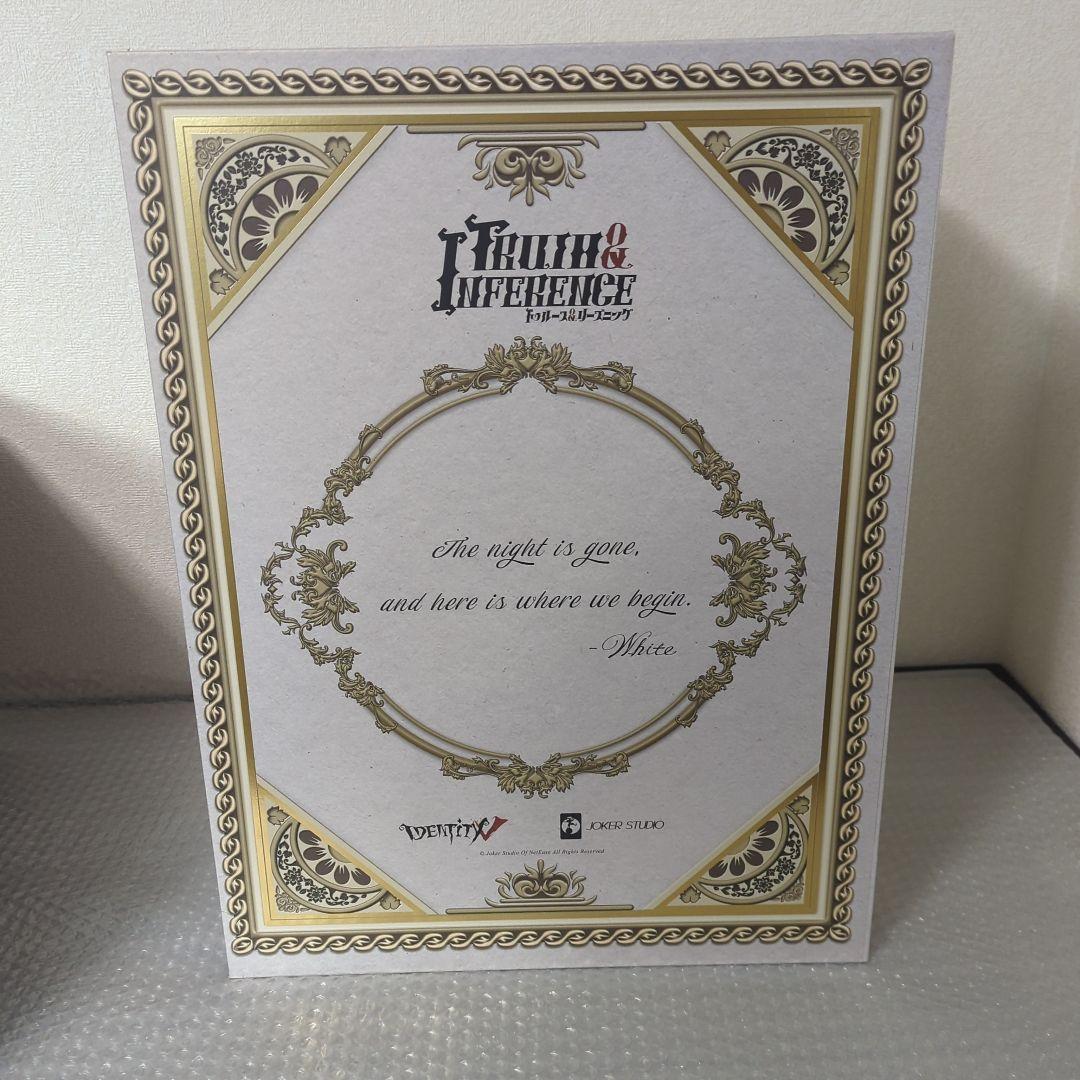 TRUTH &
INFERENCE
トゥルース&リーズニング
The night is gone,
and here is where we begin.
-White
IDENTITY V
JOKER STUDIO
© Joker Studio Of NetEase All Rights Reserved